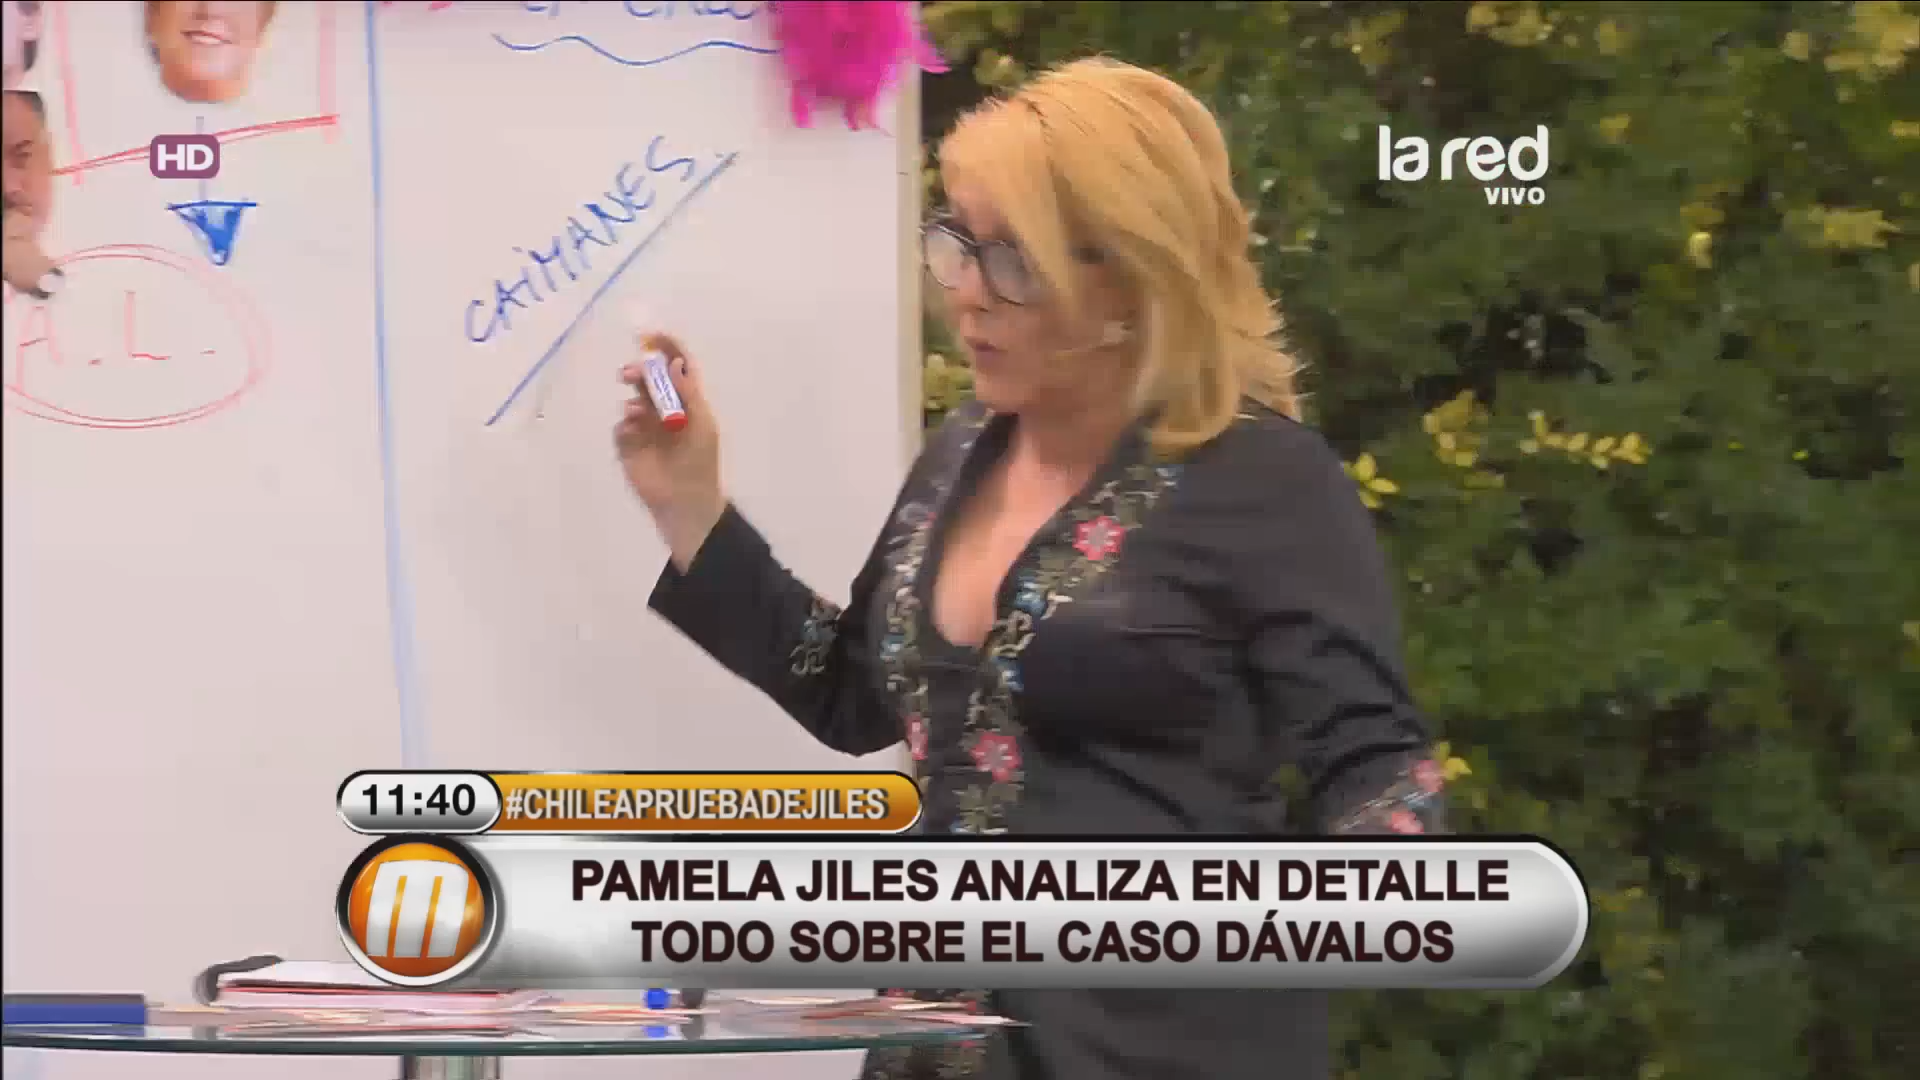 HD
CAIMANES
A.L.
la red
VIVO
11:40
#CHILEAPRUEBADEJILES
m
PAMELA JILES ANALIZA EN DETALLE
TODO SOBRE EL CASO DÁVALOS